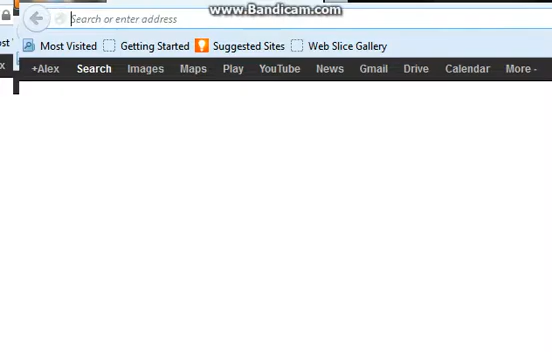 www.Bandicam.com
Search or enter address
Most Visited Getting Started Suggested Sites Web Slice Gallery
+Alex Search Images Maps Play YouTube News Gmail Drive Calendar More -
ost
x